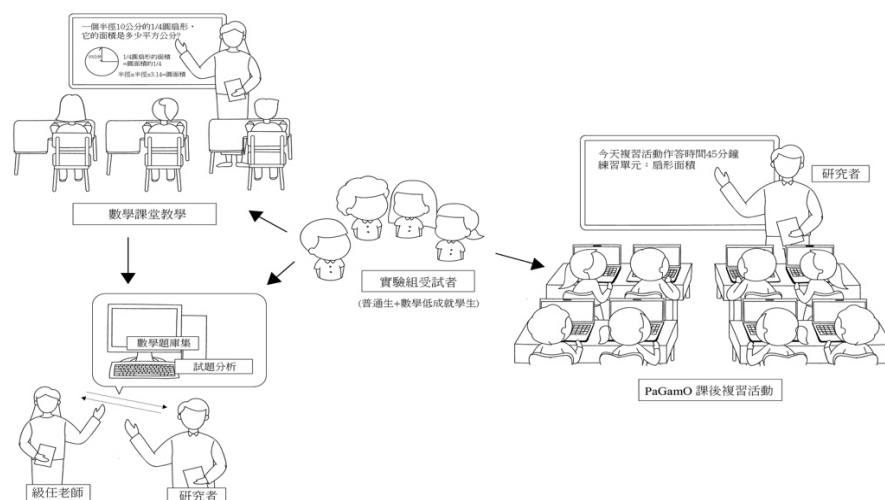 一個半徑10公分的1/4圓扇形，
它的面積是多少平方公分?
10公分
1/4圓扇形的面積
=圓面積的1/4
半徑x半徑x3.14=圓面積
數學課堂教學
實驗組受試者
(普通生+數學低成就學生)
今天複習活動作答時間45分鐘
練習單元：扇形面積
研究者
PaGamO 課後複習活動
數學題庫集
試題分析
級任老師
研究者